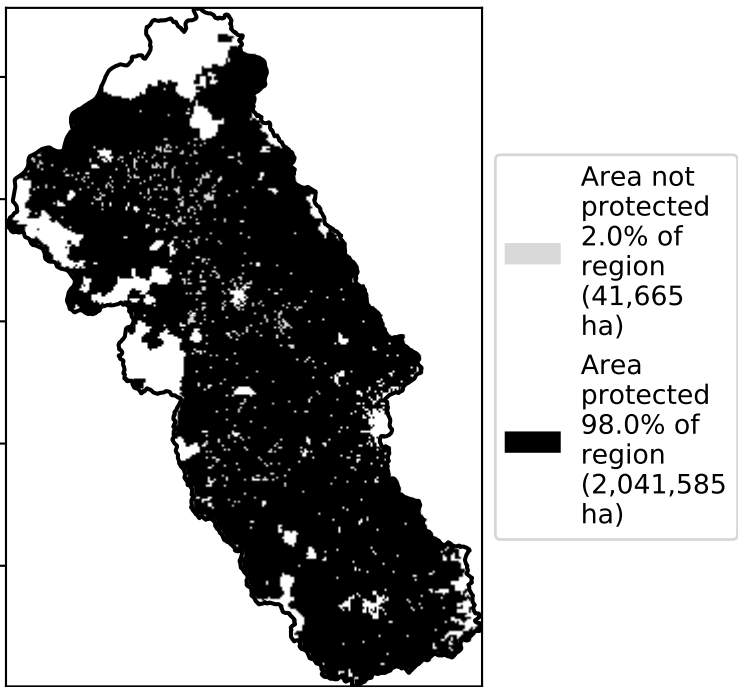 Area not
protected
2.0% of
region
(41,665
ha)
Area
protected
98.0% of
region
(2,041,585
ha)